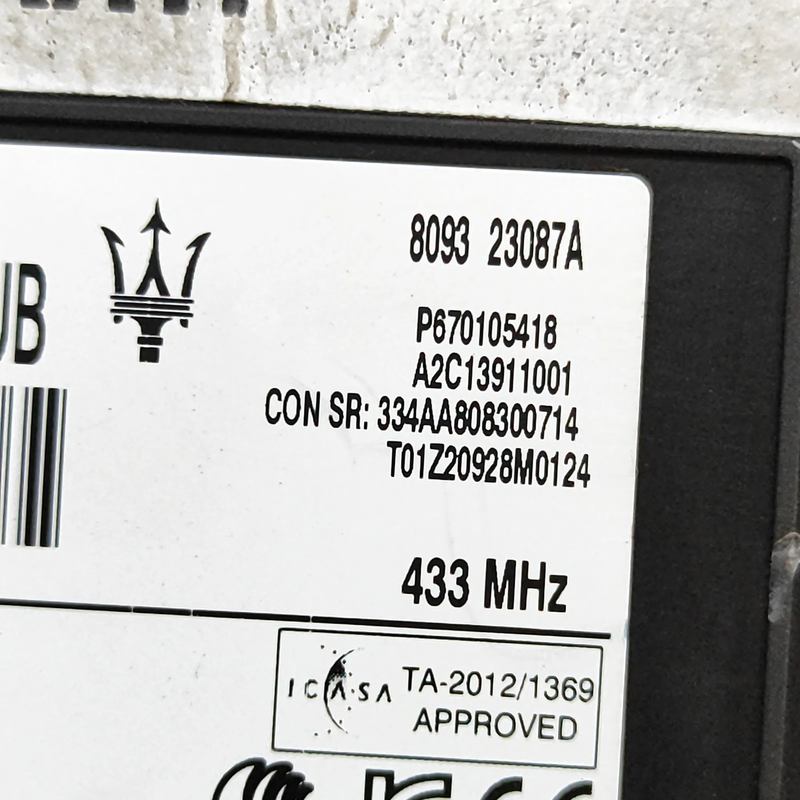 8093 23087A
UB
P670105418
A2C13911001
CON SR: 334AA808300714
T01Z20928M0124
433 MHz
ICASA TA-2012/1369
APPROVED